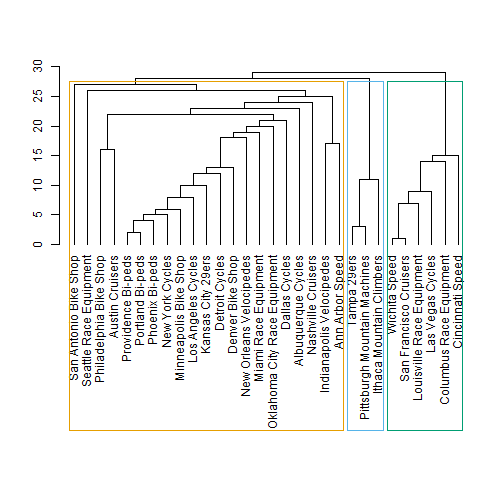 30
25
20
15
10
5
0
San Antonio Bike Shop
Seattle Race Equipment
Philadelphia Bike Shop
Austin Cruisers
Providence Bi-peds
Portland Bi-peds
Phoenix Bi-peds
New York Cycles
Minneapolis Bike Shop
Los Angeles Cycles
Kansas City 29ers
Detroit Cycles
Denver Bike Shop
New Orleans Velocipedes
Miami Race Equipment
Oklahoma City Race Equipment
Dallas Cycles
Albuquerque Cycles
Nashville Cruisers
Indianapolis Velocipedes
Ann Arbor Speed
Tampa 29ers
Pittsburgh Mountain Machines
Ithaca Mountain Climbers
Wichita Speed
San Francisco Cruisers
Louisville Race Equipment
Las Vegas Cycles
Columbus Race Equipment
Cincinnati Speed